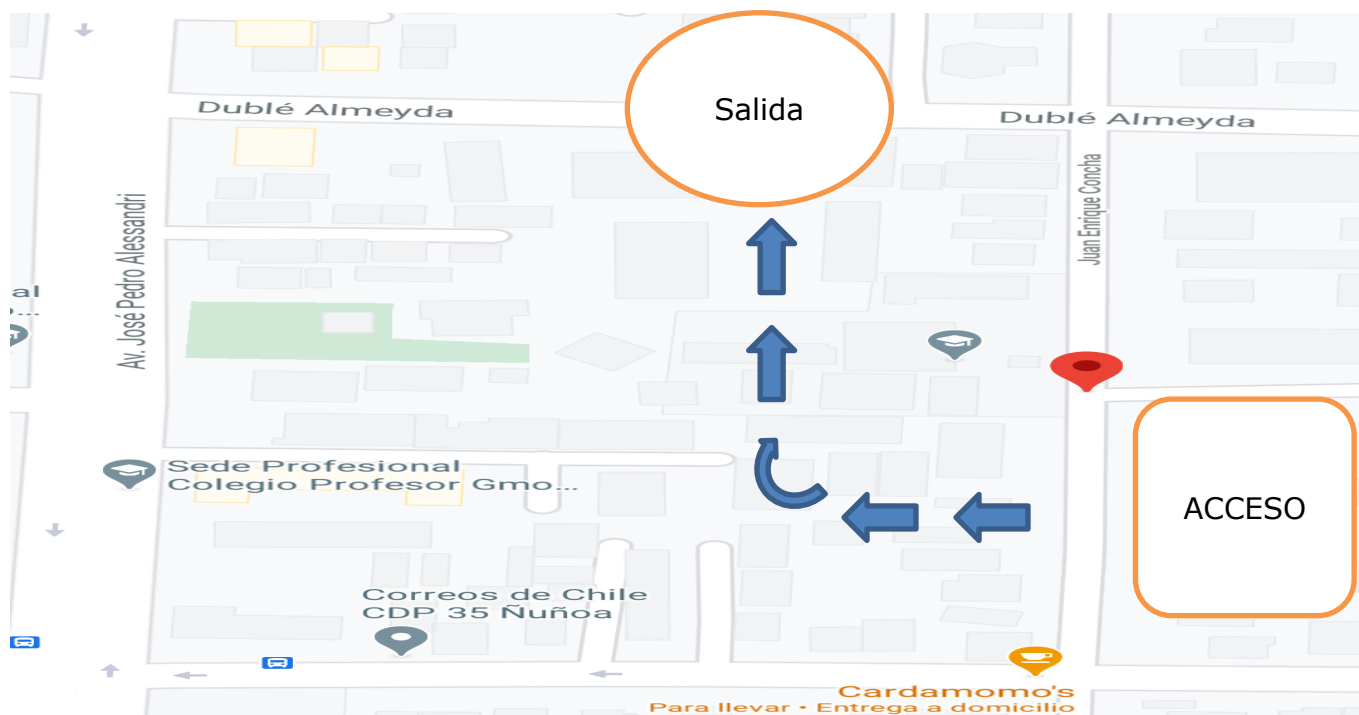 Salida
Dublé Almeyda
Dublé Almeyda
Juan Enrique Concha
Av. José Pedro Alessandri
al
...
ACCESO
Sede Profesional
Colegio Profesor Gmo...
Correos de Chile
CDP 35 Ñuñoa
Cardamomo's
Para llevar • Entrega a domicilio